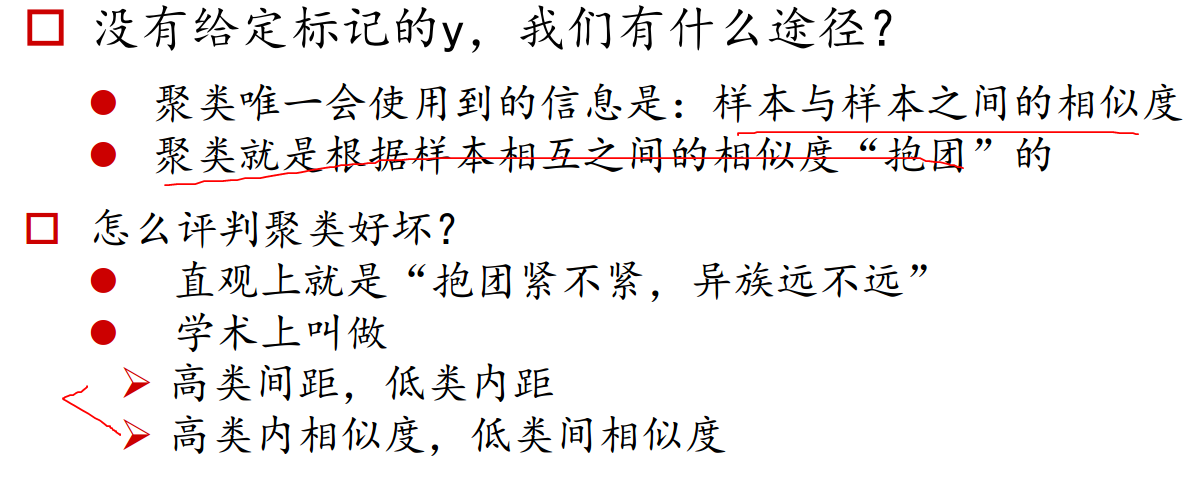 没有给定标记的y，我们有什么途径？
聚类唯一会使用到的信息是：样本与样本之间的相似度
聚类就是根据样本相互之间的相似度“抱团”的
怎么评判聚类好坏？
直观上就是“抱团紧不紧，异族远不远”
学术上叫做
高类间距，低类内距
高类内相似度，低类间相似度